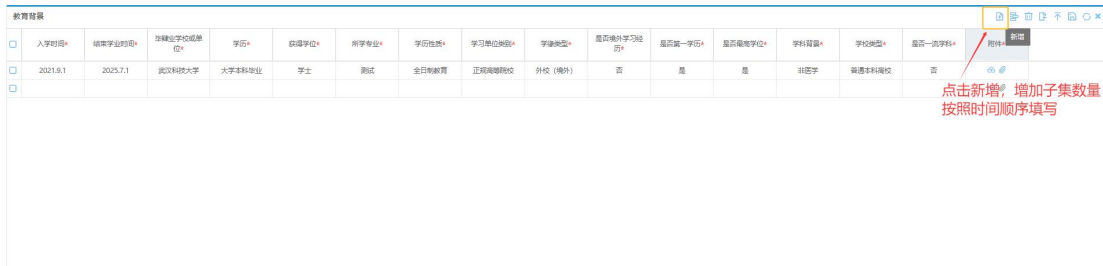 教育背景
新增
入学时间* 结束学业时间* 毕肄业学校或单位* 学历* 获得学位* 所学专业* 学历性质* 学习单位类别* 学缘类型* 是否境外学习经历* 是否第一学历* 是否最高学位* 学科背景* 学校类型* 是否一流学科* 附件*
2021.9.1 2025.7.1 武汉科技大学 大学本科毕业 学士 测试 全日制教育 正规高等院校 外校（境外） 否 是 是 非医学 普通本科高校 否
点击新增，增加子集数量
按照时间顺序填写